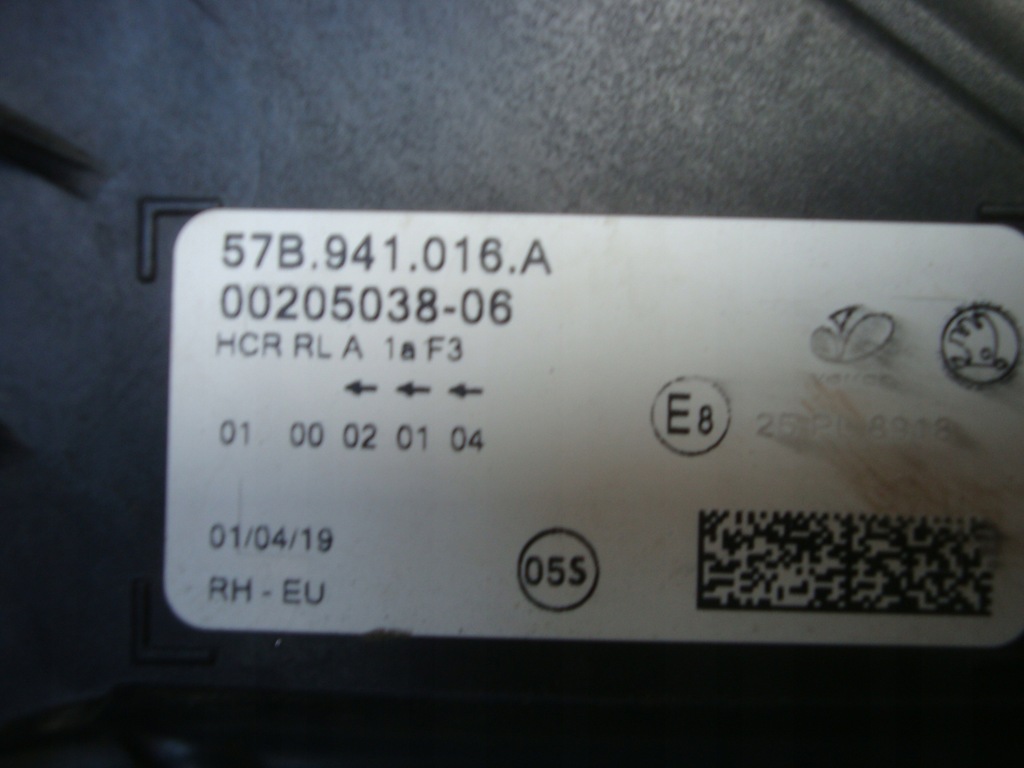 57B.941.016.A
00205038-06
HCR RL A 1a F3
← ← ←
01 00 02 01 04
E8
01/04/19
RH - EU
05S